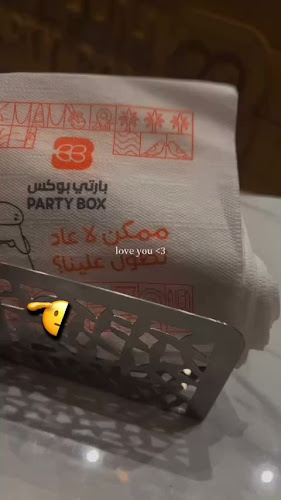 بارتي بوكس
PARTY BOX
ممكن لا عاد
love you <3
تطول علينا؟